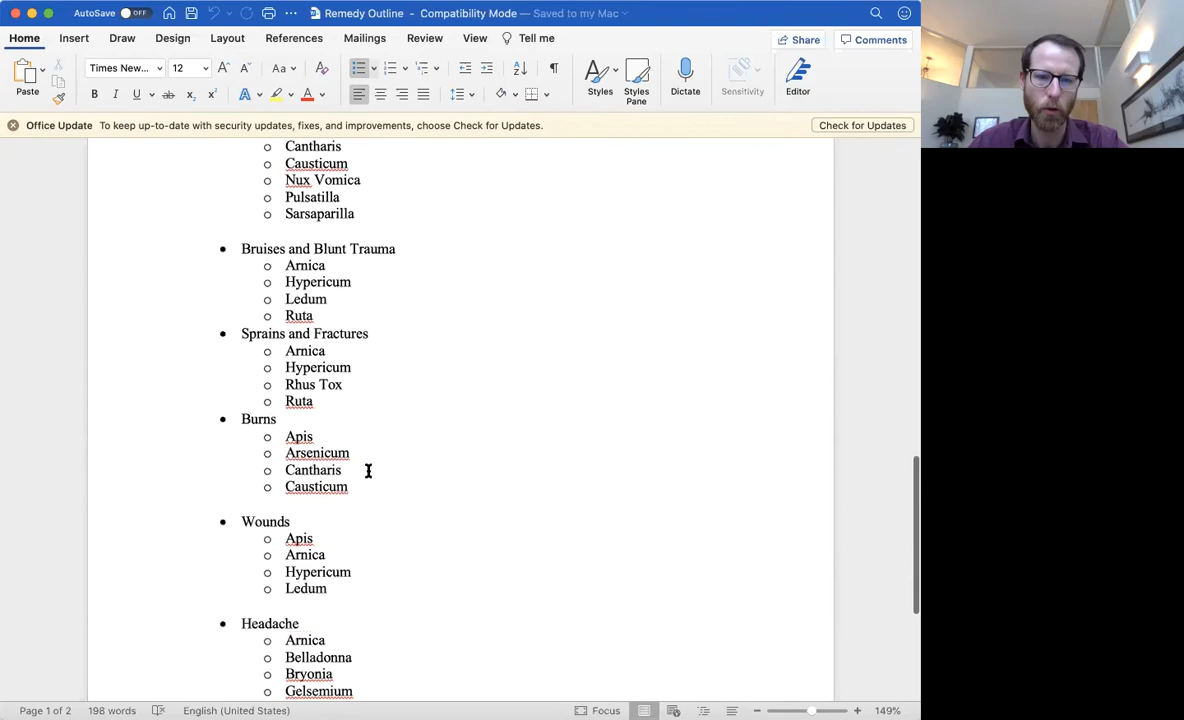 AutoSave OFF
Remedy Outline - Compatibility Mode — Saved to my Mac
Home Insert Draw Design Layout References Mailings Review View Tell me Share Comments
Paste Times New... 12 Aa Styles Styles Pane Dictate Sensitivity Editor
Office Update To keep up-to-date with security updates, fixes, and improvements, choose Check for Updates. Check for Updates
Cantharis
Causticum
Nux Vomica
Pulsatilla
Sarsaparilla
Bruises and Blunt Trauma
Arnica
Hypericum
Ledum
Ruta
Sprains and Fractures
Arnica
Hypericum
Rhus Tox
Ruta
Burns
Apis
Arsenicum
Cantharis
Causticum
Wounds
Apis
Arnica
Hypericum
Ledum
Headache
Arnica
Belladonna
Bryonia
Gelsemium
Page 1 of 2 198 words English (United States) Focus 149%